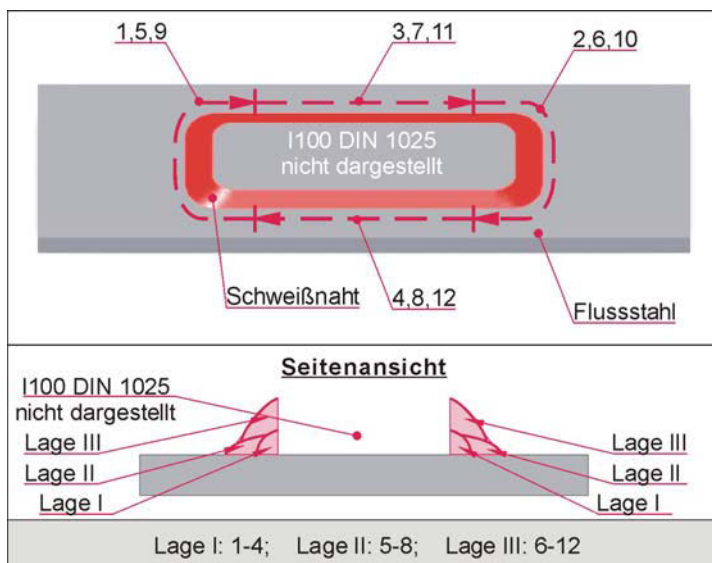 1,5,9
3,7,11
2,6,10
I100 DIN 1025
nicht dargestellt
Schweißnaht
4,8,12
Flussstahl
Seitenansicht
I100 DIN 1025
nicht dargestellt
Lage III
Lage II
Lage I
Lage III
Lage II
Lage I
Lage I: 1-4; Lage II: 5-8; Lage III: 6-12